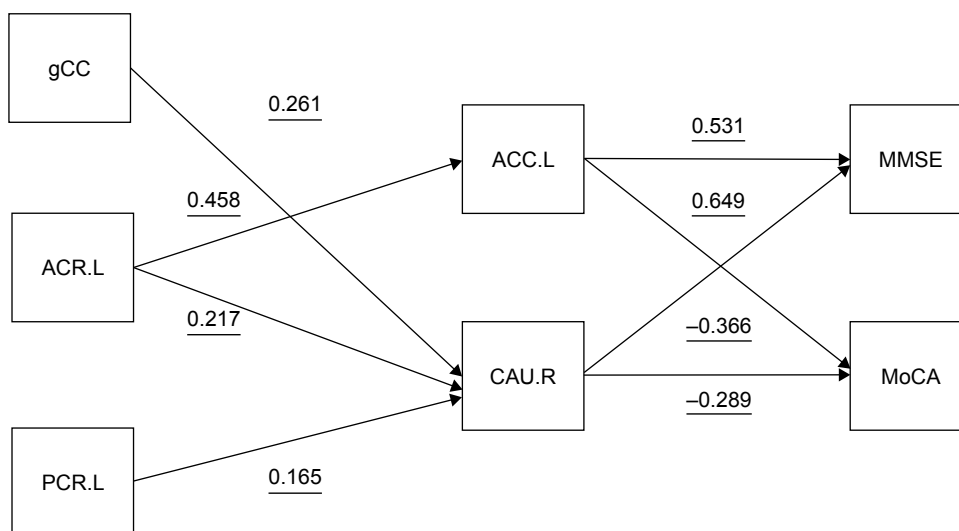 gCC
0.261
0.531
ACC.L
MMSE
0.458
0.649
ACR.L
0.217
–0.366
CAU.R
MoCA
–0.289
PCR.L
0.165